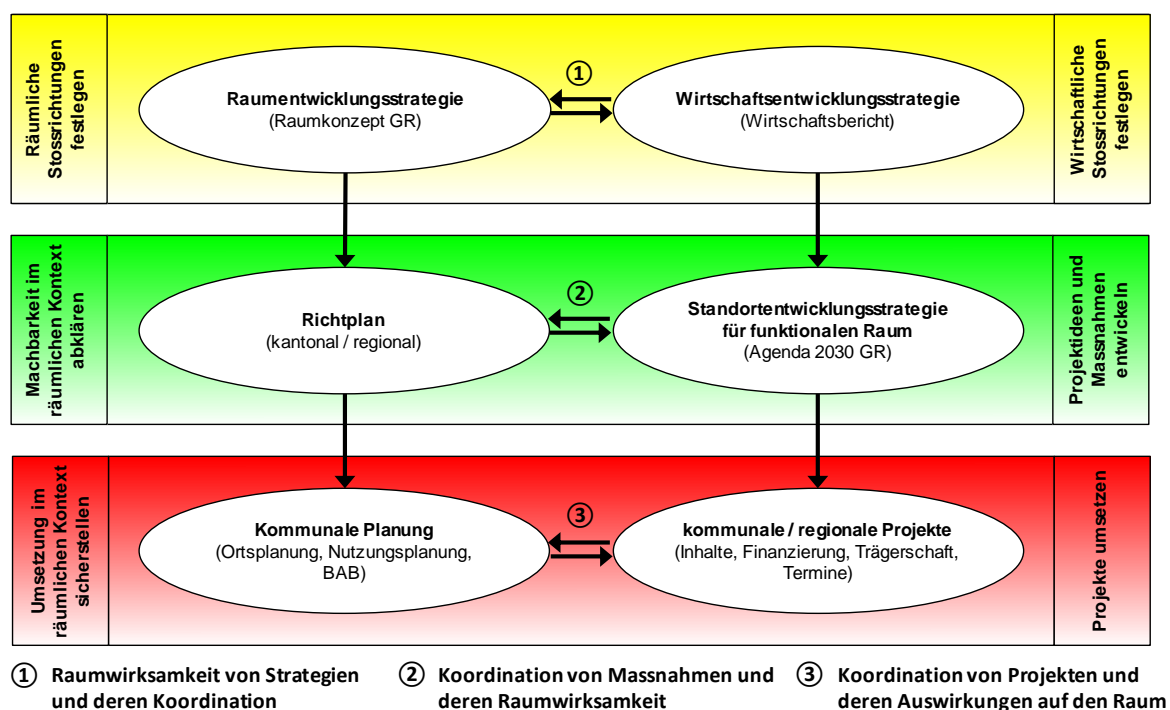 Räumliche
Stossrichtungen
festlegen
Raumentwicklungsstrategie
(Raumkonzept GR)
①
Wirtschaftsentwicklungsstrategie
(Wirtschaftsbericht)
Wirtschaftliche
Stossrichtungen
festlegen
Machbarkeit im
räumlichen Kontext
abklären
Richtplan
(kantonal / regional)
②
Standortentwicklungsstrategie
für funktionalen Raum
(Agenda 2030 GR)
Projektideen und
Massnahmen
entwickeln
Umsetzung im
räumlichen Kontext
sicherstellen
Kommunale Planung
(Ortsplanung, Nutzungsplanung,
BAB)
③
kommunale / regionale Projekte
(Inhalte, Finanzierung, Trägerschaft,
Termine)
Projekte umsetzen
① Raumwirksamkeit von Strategien
und deren Koordination
② Koordination von Massnahmen und
deren Raumwirksamkeit
③ Koordination von Projekten und
deren Auswirkungen auf den Raum